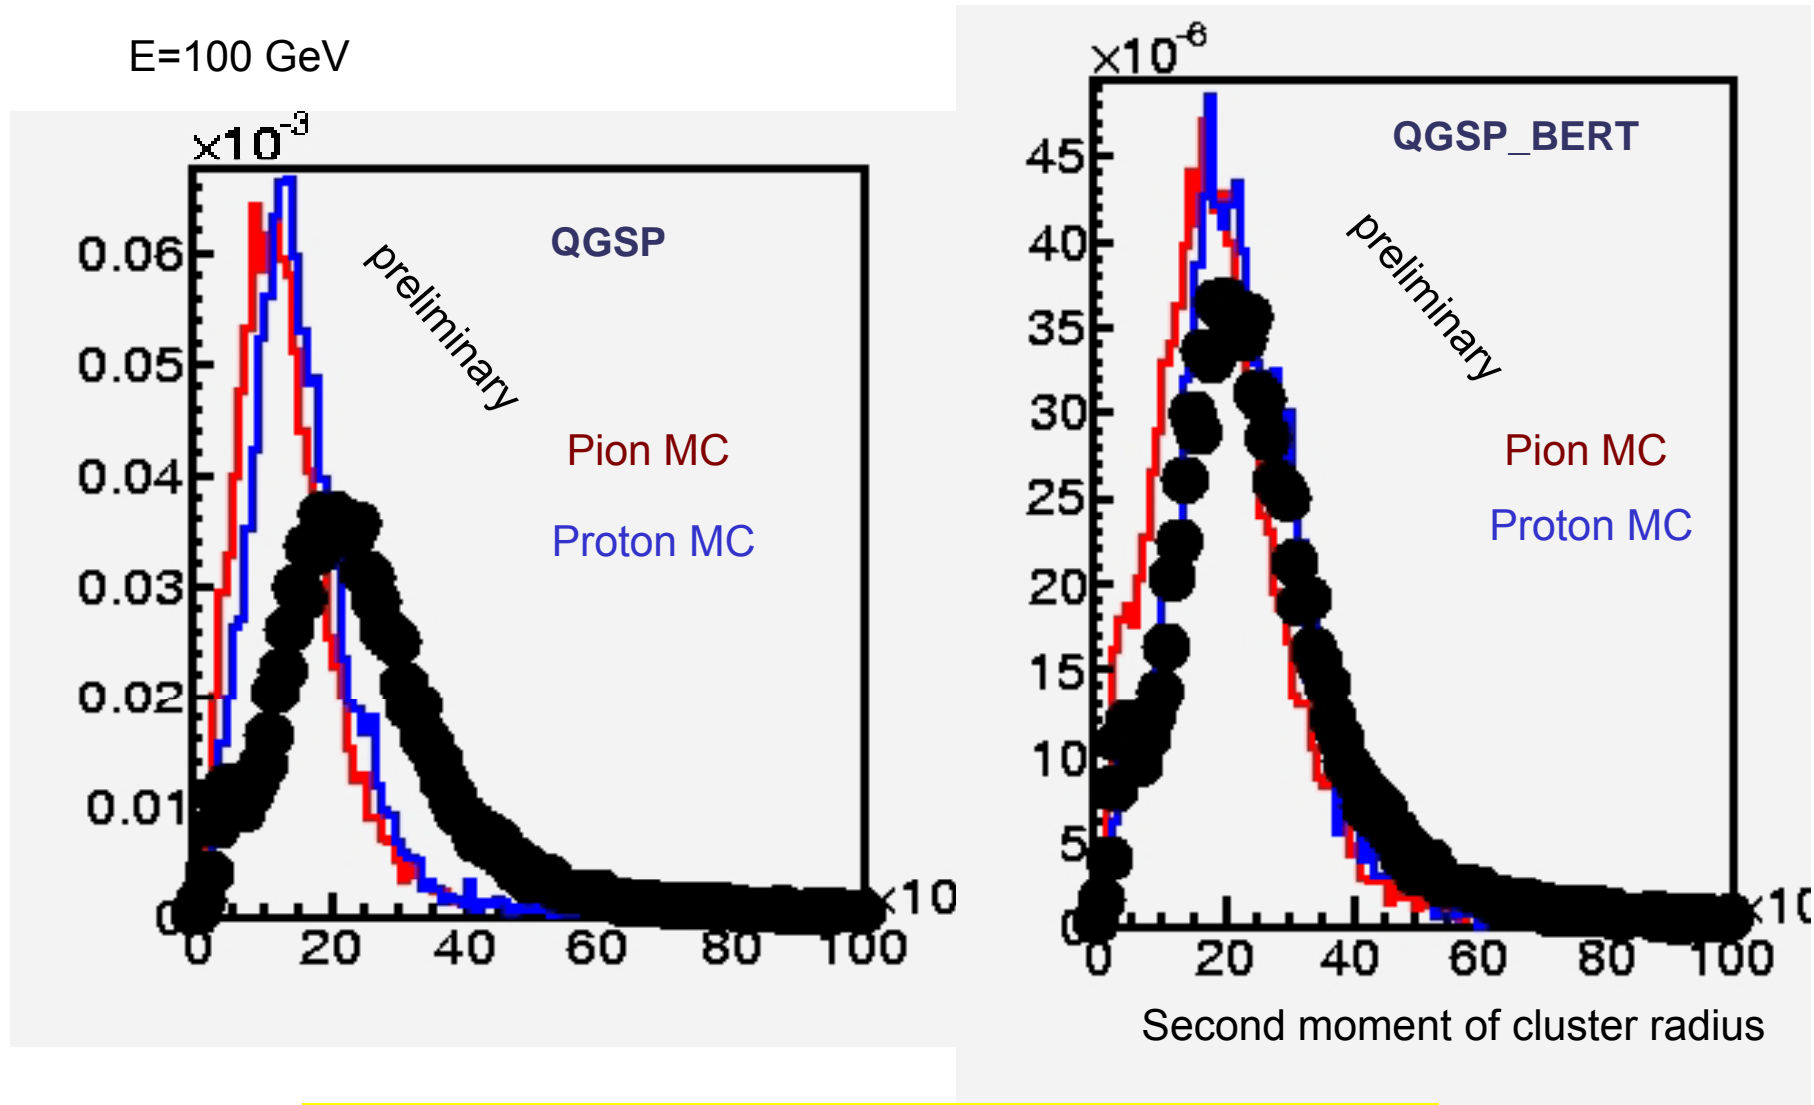 E=100 GeV
×10^-3
QGSP
preliminary
Pion MC
Proton MC
0.06
0.05
0.04
0.03
0.02
0.01
0
0 20 40 60 80 100
×10
×10^-6
QGSP_BERT
preliminary
Pion MC
Proton MC
45
40
35
30
25
20
15
10
5
0
0 20 40 60 80 100
×10
Second moment of cluster radius